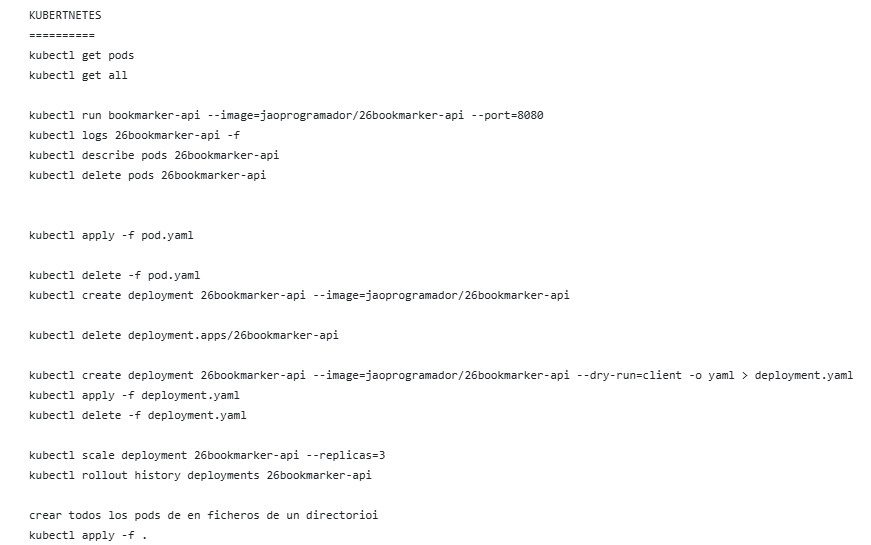 KUBERTNETES
==========
kubectl get pods
kubectl get all
kubectl run bookmarker-api --image=jaoprogramador/26bookmarker-api --port=8080
kubectl logs 26bookmarker-api -f
kubectl describe pods 26bookmarker-api
kubectl delete pods 26bookmarker-api
kubectl apply -f pod.yaml
kubectl delete -f pod.yaml
kubectl create deployment 26bookmarker-api --image=jaoprogramador/26bookmarker-api
kubectl delete deployment.apps/26bookmarker-api
kubectl create deployment 26bookmarker-api --image=jaoprogramador/26bookmarker-api --dry-run=client -o yaml > deployment.yaml
kubectl apply -f deployment.yaml
kubectl delete -f deployment.yaml
kubectl scale deployment 26bookmarker-api --replicas=3
kubectl rollout history deployments 26bookmarker-api
crear todos los pods de en ficheros de un directorioi
kubectl apply -f .